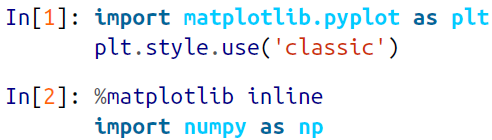 In[1]: import matplotlib.pyplot as plt
plt.style.use('classic')
In[2]: %matplotlib inline
import numpy as np